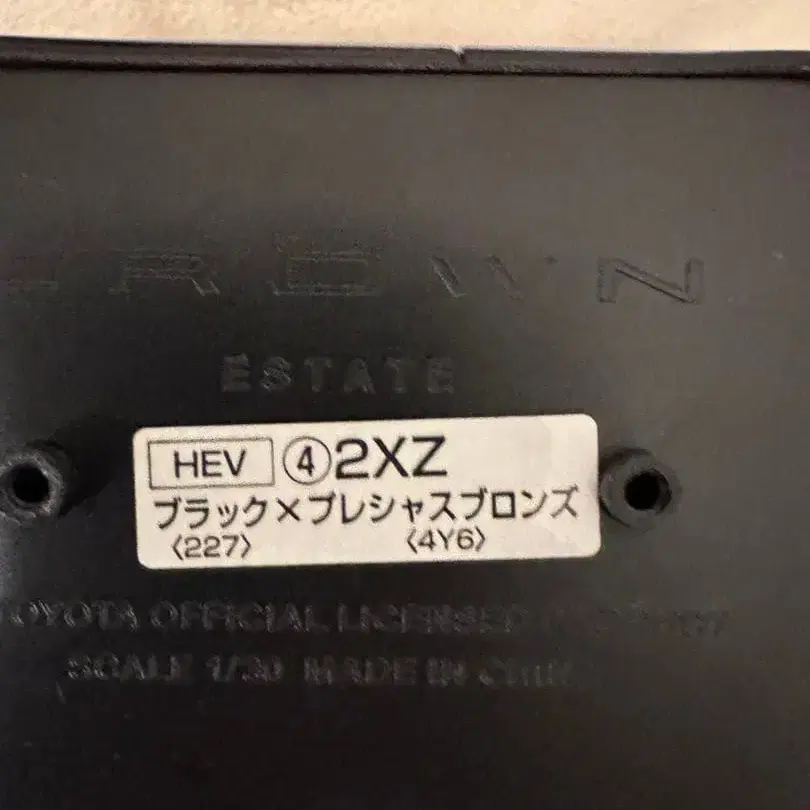 CROWN
ESTATE
HEV ④2XZ
ブラック×プレシャスブロンズ
〈227〉 〈4Y6〉
TOYOTA OFFICIAL LICENSED
SCALE 1/30 MADE IN CHINA